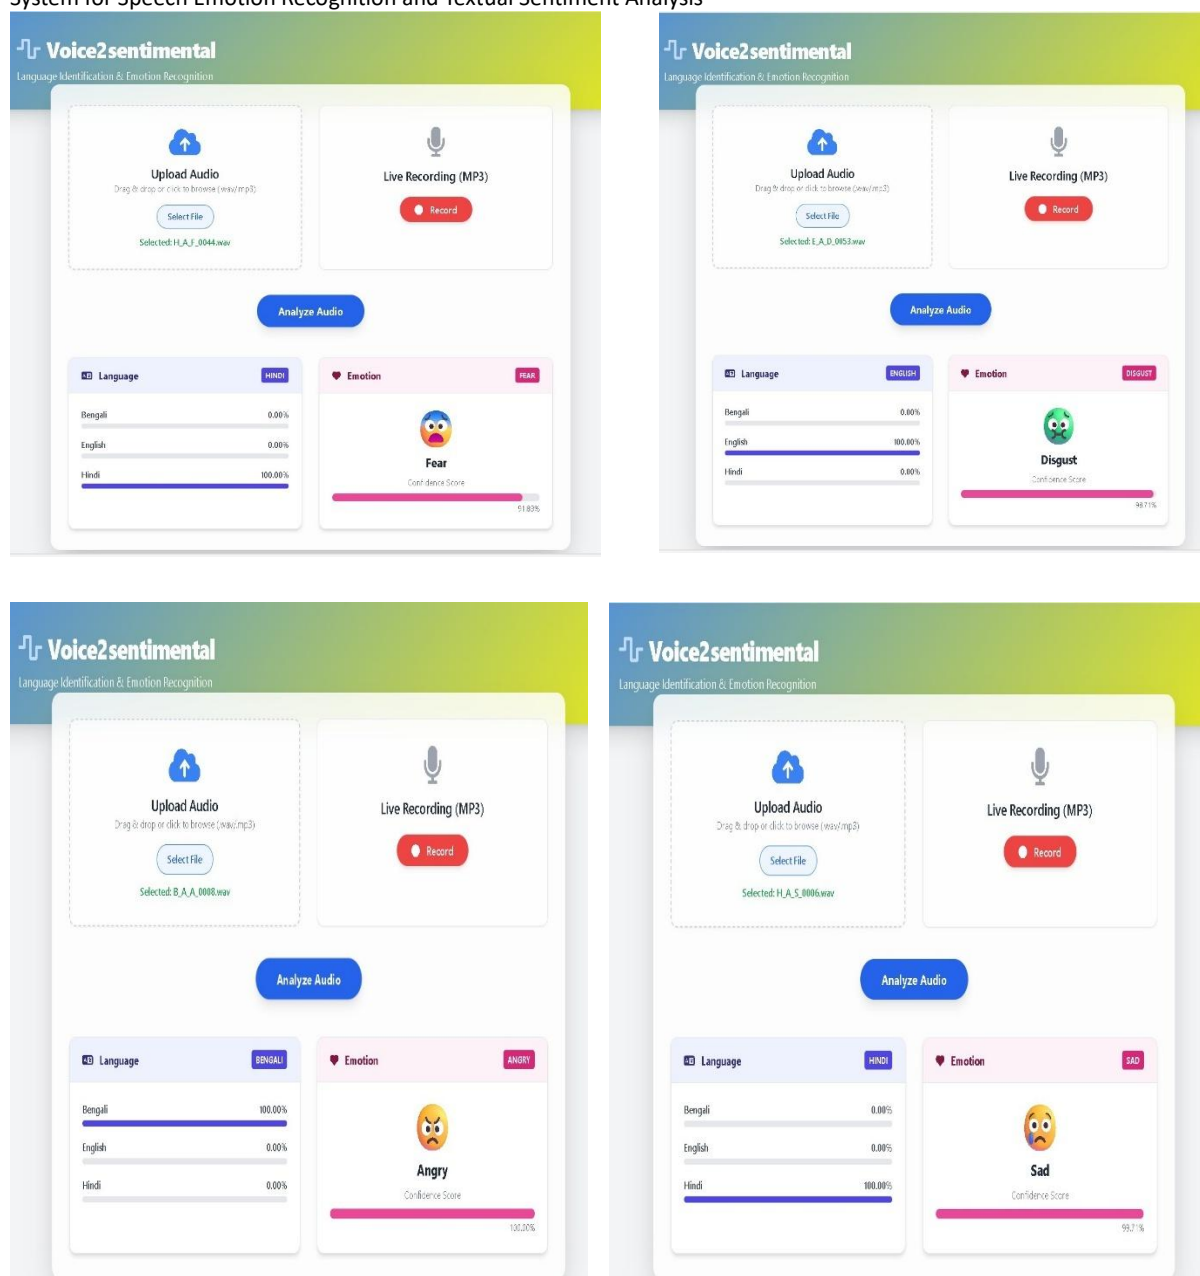 System for Speech Emotion Recognition and Textual Sentiment Analysis
Voice2sentimental
Language Identification & Emotion Recognition
Upload Audio
Drag & drop or click to browse (.wav/.mp3)
Select File
Selected: H_A_F_0044.wav
Live Recording (MP3)
Record
Analyze Audio
Language HINDI
Bengali 0.00%
English 0.00%
Hindi 100.00%
Emotion FEAR
Fear
Confidence Score
91.83%
Voice2sentimental
Language Identification & Emotion Recognition
Upload Audio
Drag & drop or click to browse (.wav/.mp3)
Select File
Selected: E_A_D_0053.wav
Live Recording (MP3)
Record
Analyze Audio
Language ENGLISH
Bengali 0.00%
English 100.00%
Hindi 0.00%
Emotion DISGUST
Disgust
Confidence Score
Voice2sentimental
Language Identification & Emotion Recognition
Upload Audio
Drag & drop or click to browse (.wav/.mp3)
Select File
Selected: B_A_A_0008.wav
Live Recording (MP3)
Record
Analyze Audio
Language BENGALI
Bengali 100.00%
English 0.00%
Hindi 0.00%
Emotion ANGRY
Angry
Confidence Score
100.00%
Voice2sentimental
Language Identification & Emotion Recognition
Upload Audio
Drag & drop or click to browse (.wav/.mp3)
Select File
Selected: H_A_S_0006.wav
Live Recording (MP3)
Record
Analyze Audio
Language HINDI
Bengali 0.00%
English 0.00%
Hindi 100.00%
Emotion SAD
Sad
Confidence Score
99.71%